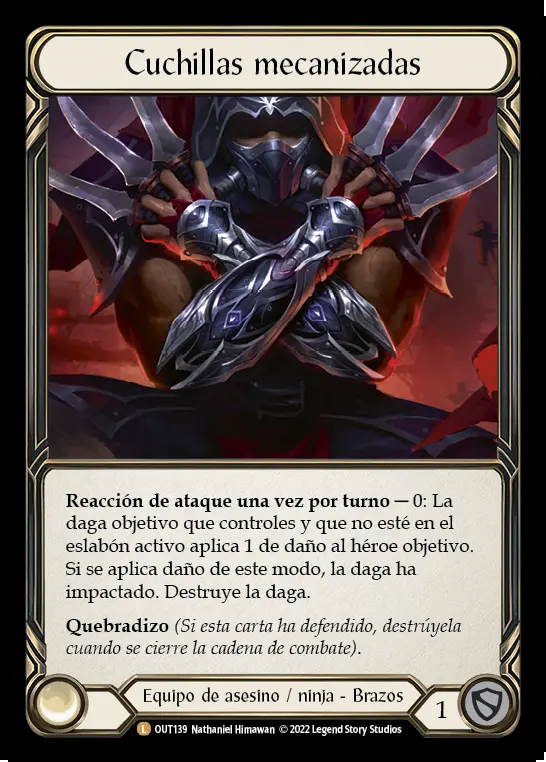 Cuchillas mecanizadas
Reacción de ataque una vez por turno — 0: La
daga objetivo que controles y que no esté en el
eslabón activo aplica 1 de daño al héroe objetivo.
Si se aplica daño de este modo, la daga ha
impactado. Destruye la daga.
Quebradizo (Si esta carta ha defendido, destrúyela
cuando se cierre la cadena de combate).
Equipo de asesino / ninja - Brazos
1
L OUT139 Nathaniel Himawan © 2022 Legend Story Studios